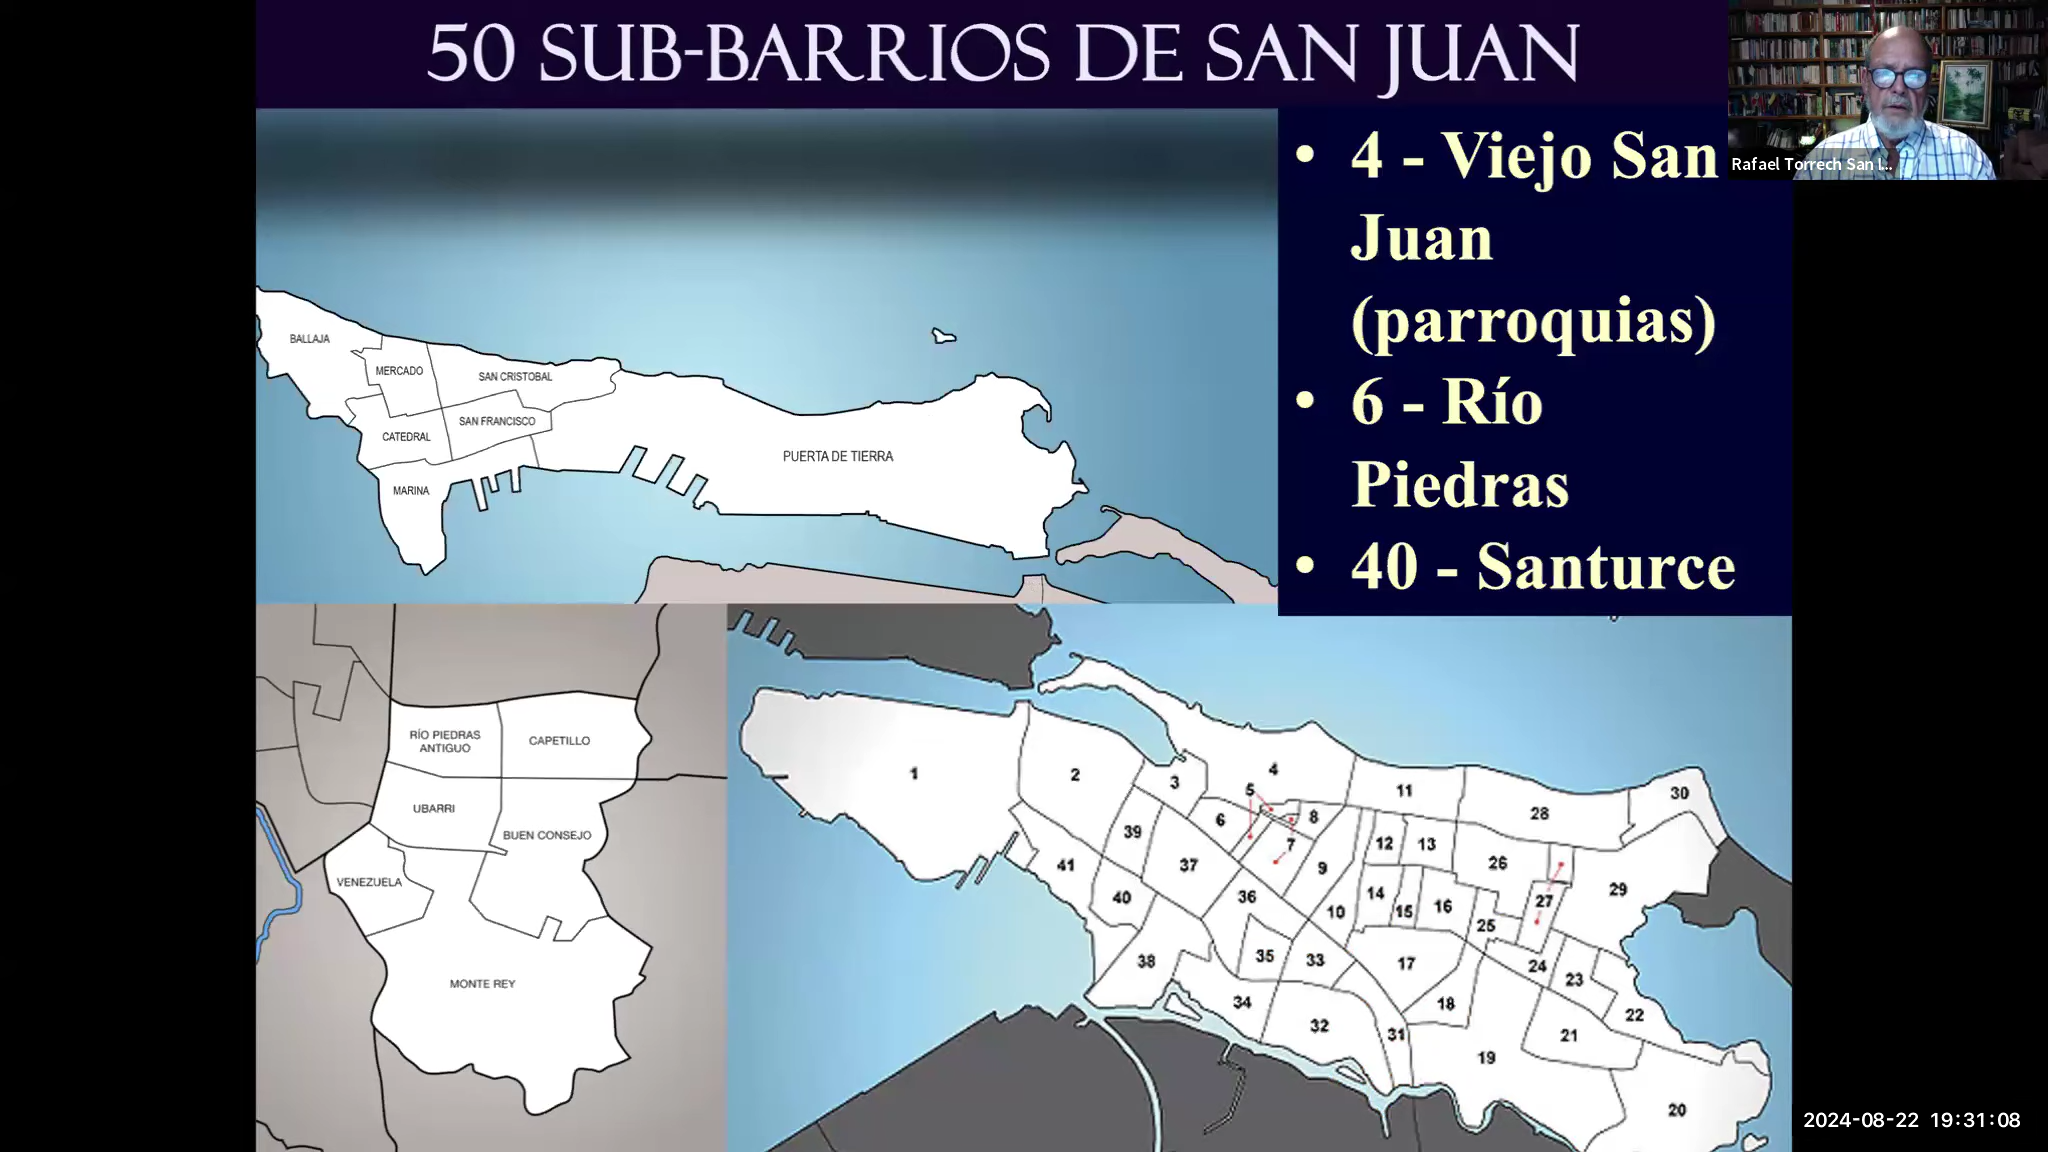 50 SUB-BARRIOS DE SAN JUAN
• 4 - Viejo San
Juan
(parroquias)
• 6 - Río
Piedras
• 40 - Santurce
Rafael Torrech San I...
BALLAJA
MERCADO
SAN CRISTOBAL
SAN FRANCISCO
CATEDRAL
MARINA
PUERTA DE TIERRA
RÍO PIEDRAS
ANTIGUO
CAPETILLO
UBARRI
BUEN CONSEJO
VENEZUELA
MONTE REY
1
2
3
4
5
6
7
8
9
10
11
12
13
14
15
16
17
18
19
20
21
22
23
24
25
26
27
28
29
30
31
32
33
34
35
36
37
38
39
40
41
2024-08-22 19:31:08